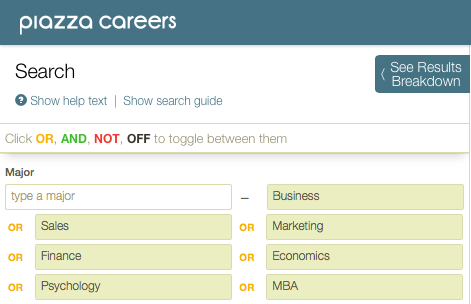 piazza careers
Search
See Results
Breakdown
? Show help text | Show search guide
Click OR, AND, NOT, OFF to toggle between them
Major
type a major – Business
OR Sales OR Marketing
OR Finance OR Economics
OR Psychology OR MBA